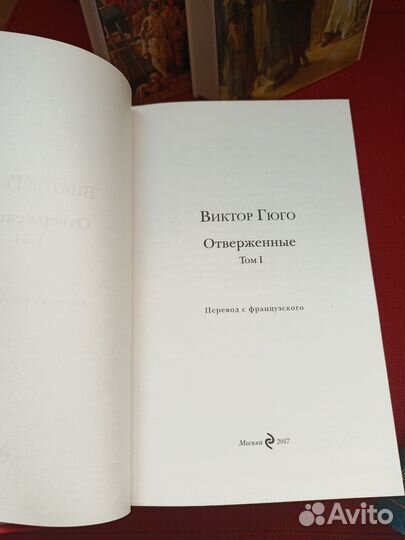 Виктор Гюго
Отверженные
Том I
Перевод с французского
Москва 2017
Avito